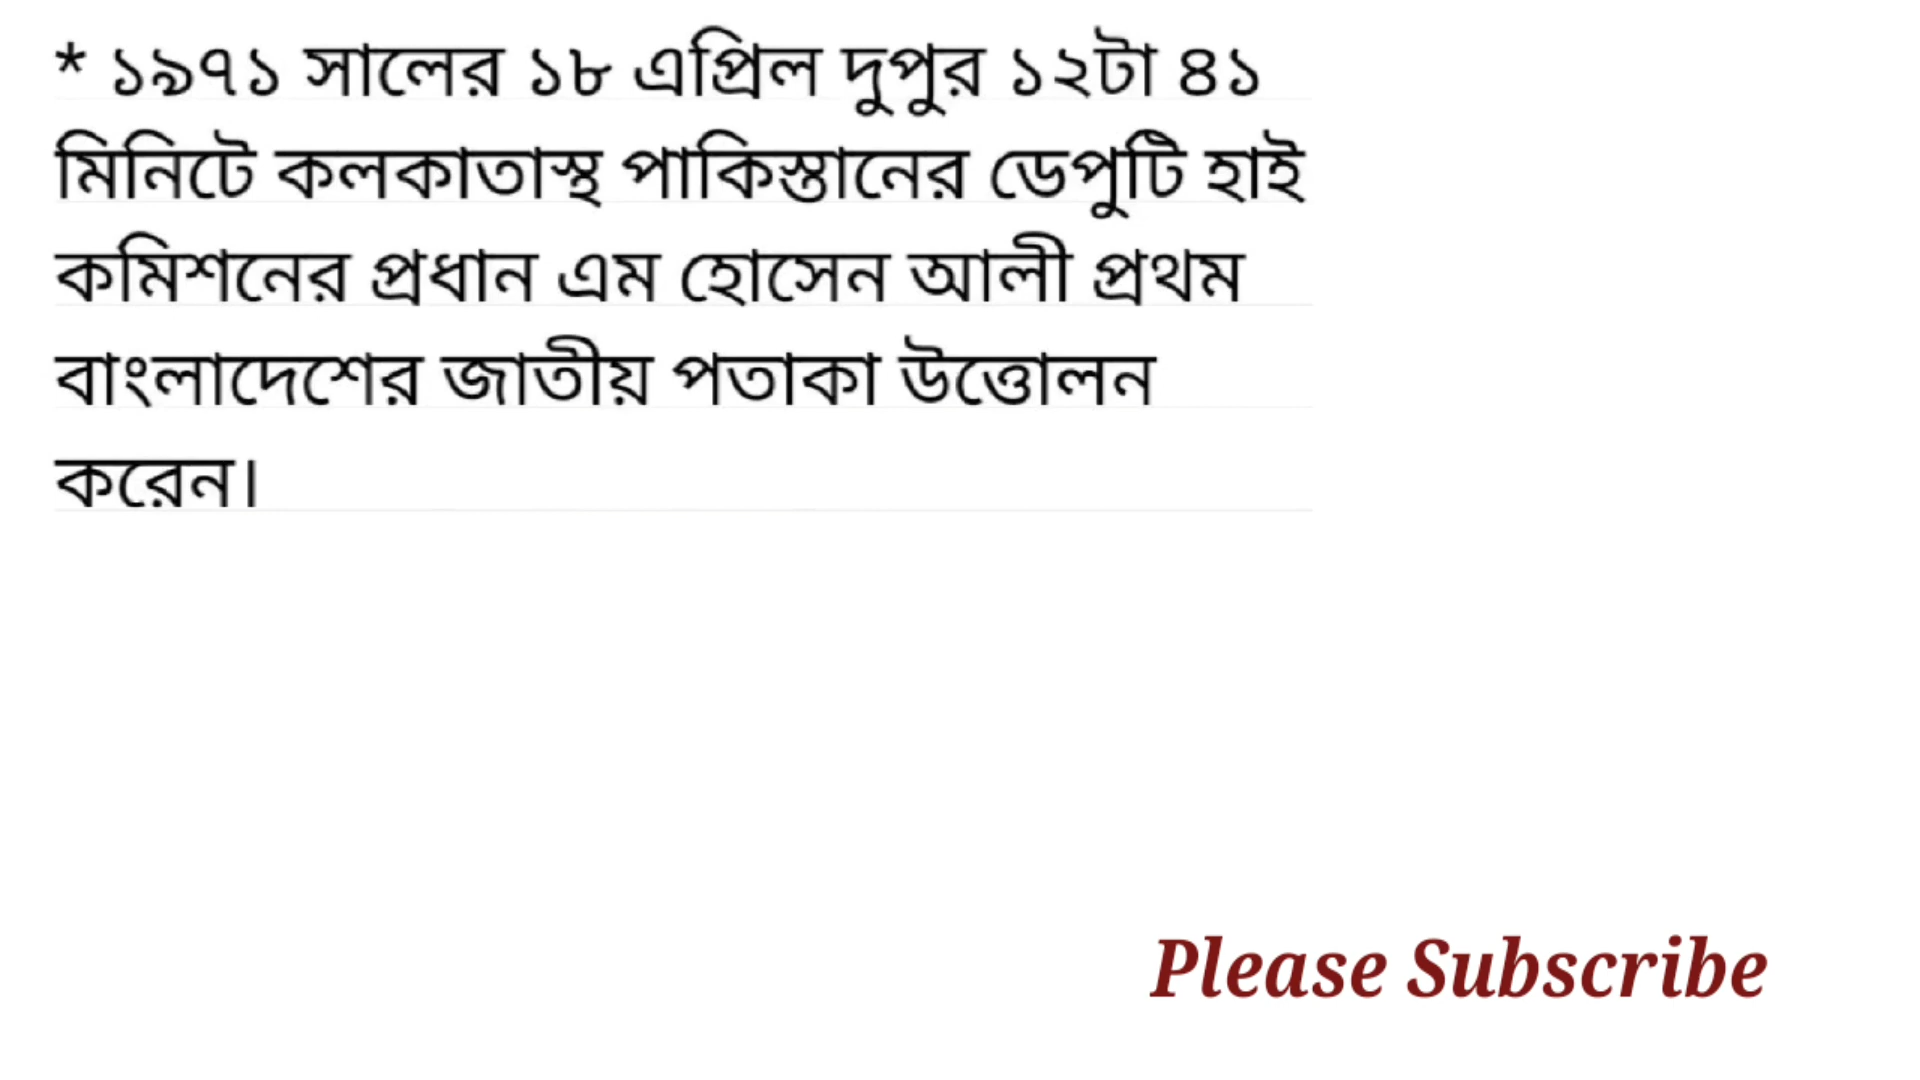 * ১৯৭১ সালের ১৮ এপ্রিল দুপুর ১২টা ৪১
মিনিটে কলকাতাস্থ পাকিস্তানের ডেপুটি হাই
কমিশনের প্রধান এম হোসেন আলী প্রথম
বাংলাদেশের জাতীয় পতাকা উত্তোলন
করেন।
Please Subscribe